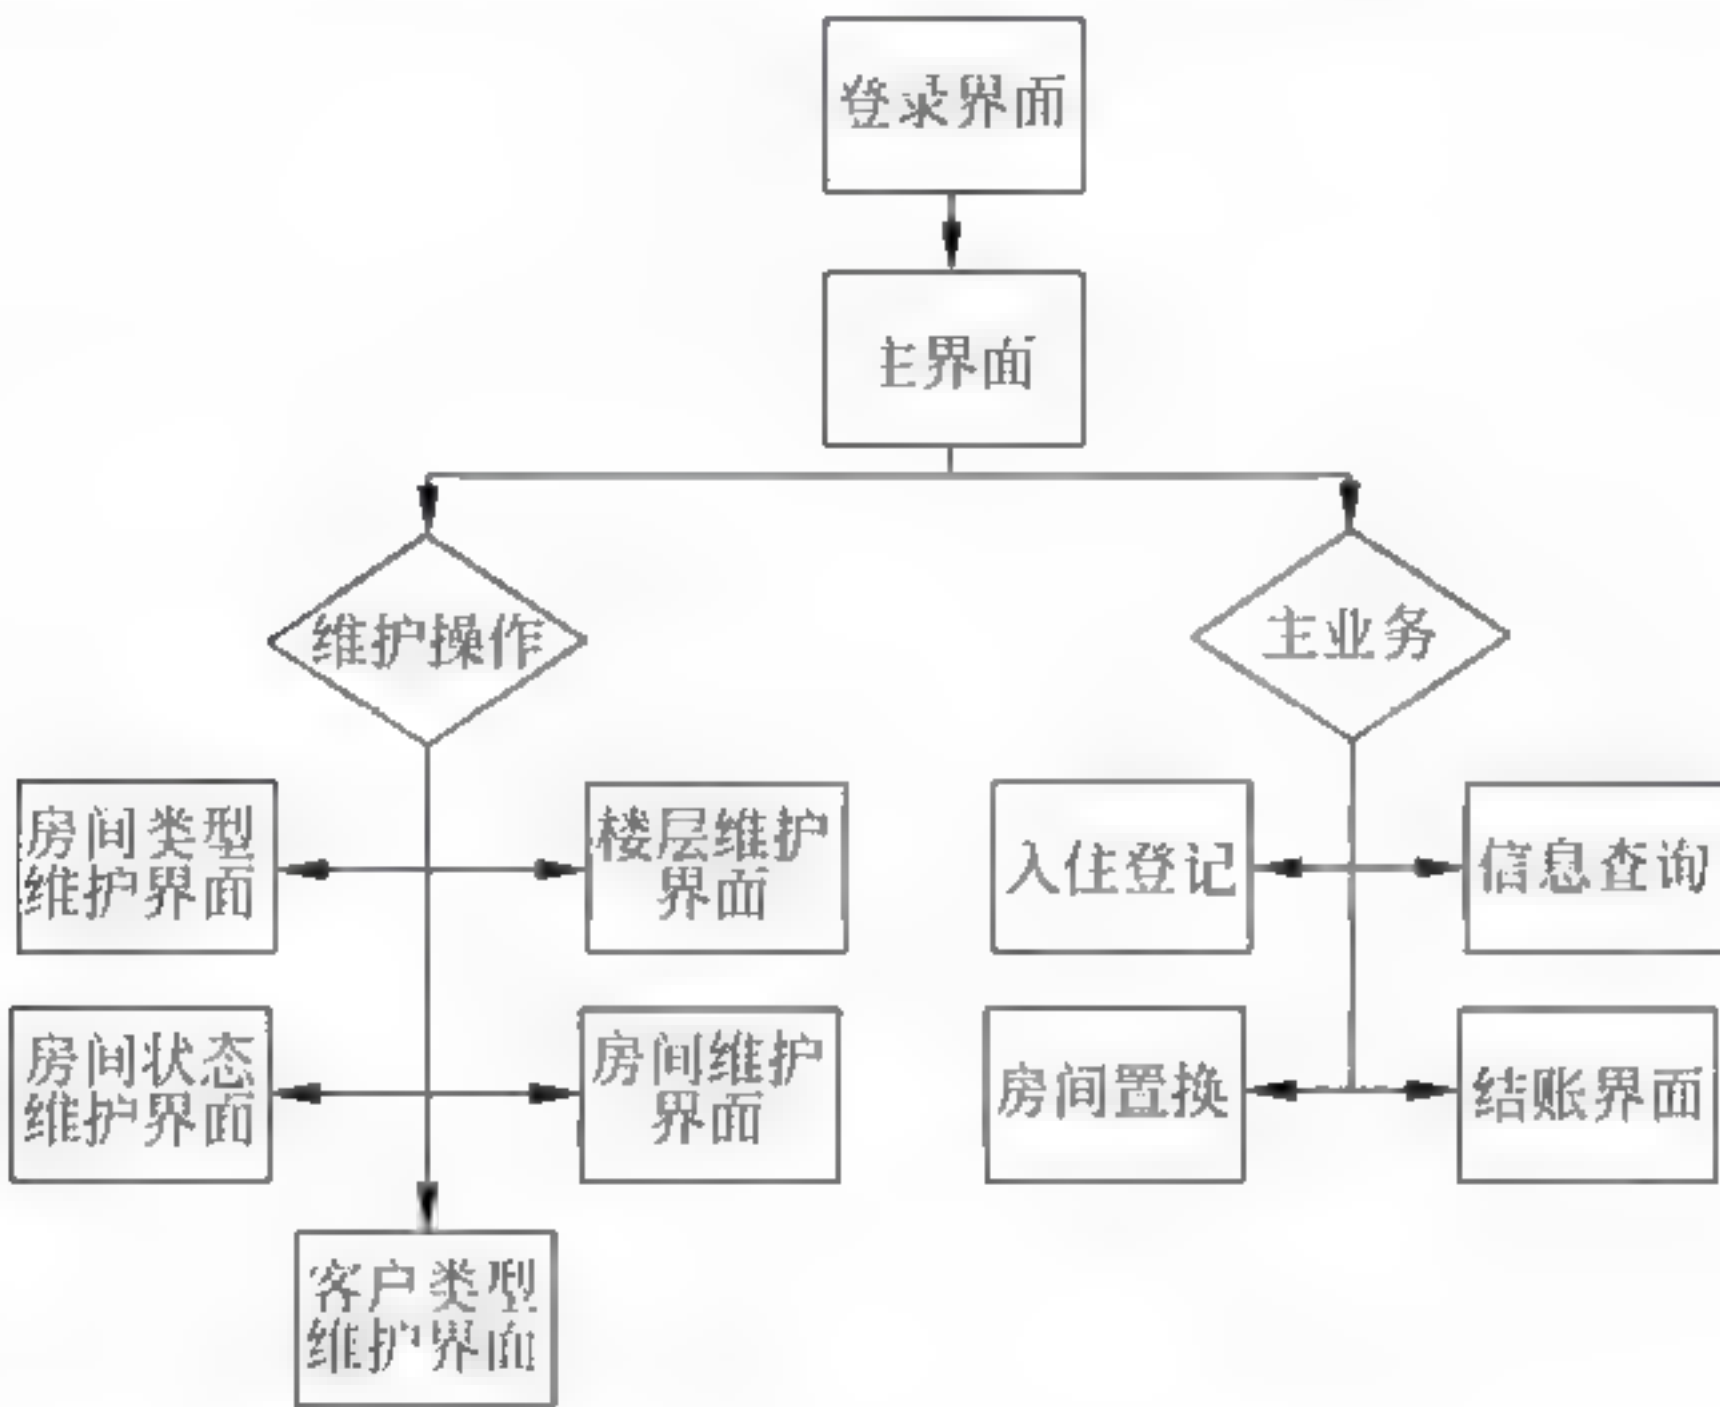 登录界面
主界面
维护操作
主业务
房间类型
维护界面
楼层维护
界面
入住登记
信息查询
房间状态
维护界面
房间维护
界面
房间置换
结账界面
客户类型
维护界面